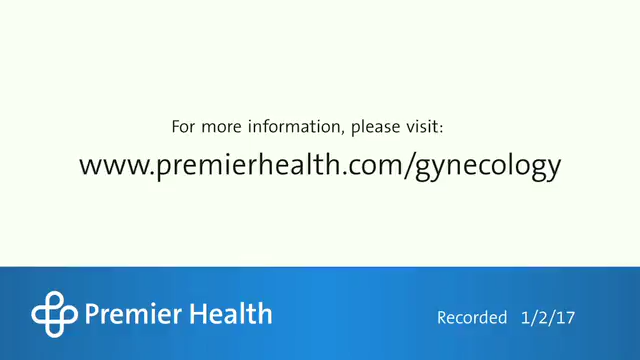 For more information, please visit:
www.premierhealth.com/gynecology
Premier Health
Recorded 1/2/17